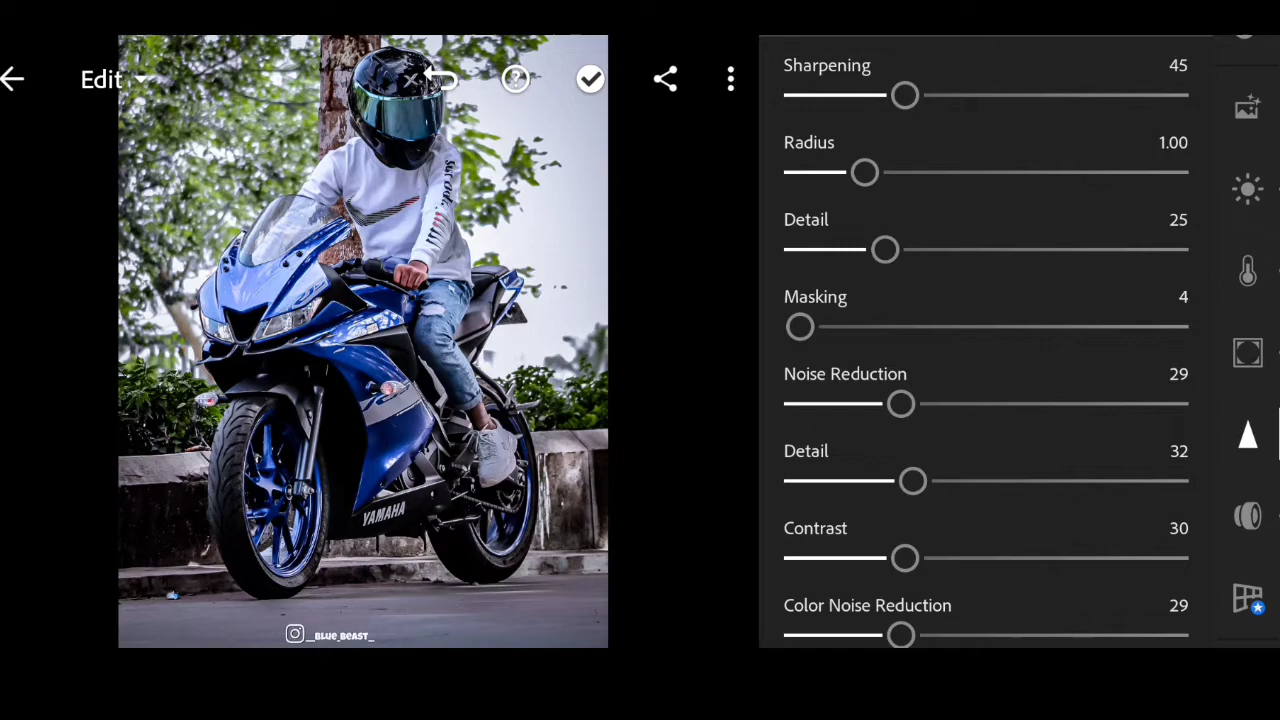 Edit
Sharpening 45
Radius 1.00
Detail 25
Masking 4
Noise Reduction 29
Detail 32
Contrast 30
Color Noise Reduction 29
YAMAHA
__BLUE_BEAST_